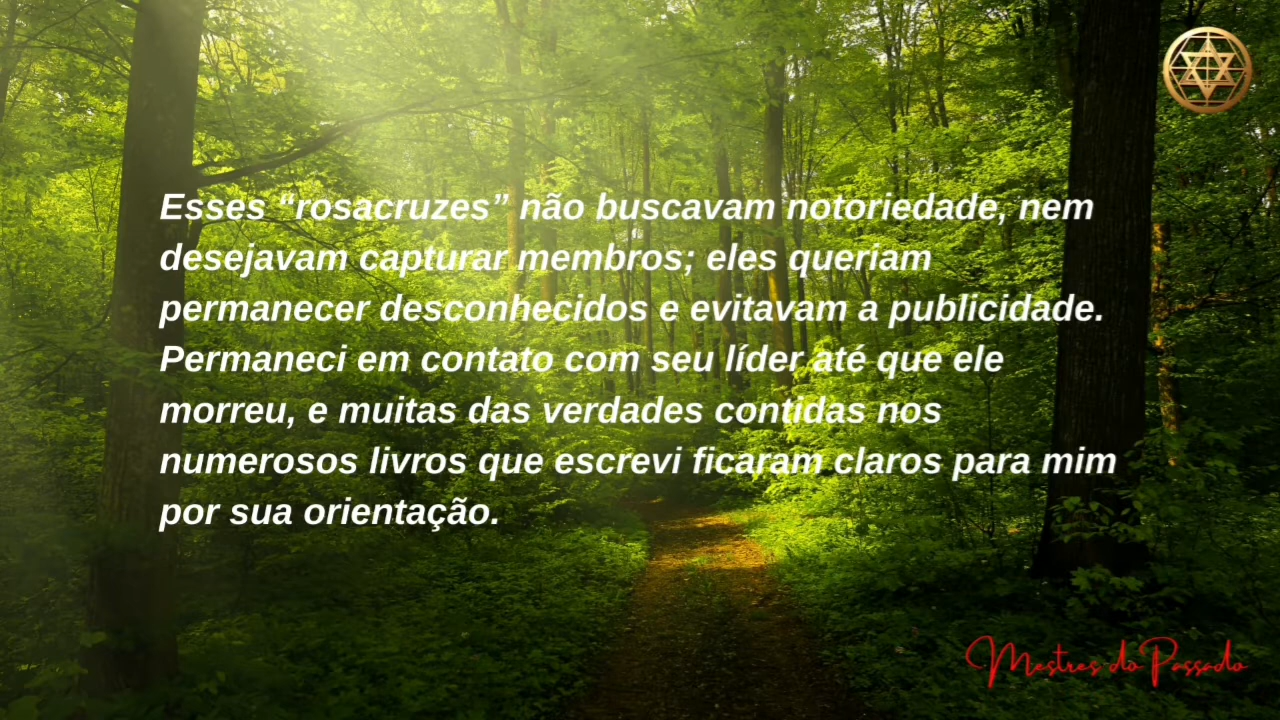 Esses “rosacruzes” não buscavam notoriedade, nem
desejavam capturar membros; eles queriam
permanecer desconhecidos e evitavam a publicidade.
Permaneci em contato com seu líder até que ele
morreu, e muitas das verdades contidas nos
numerosos livros que escrevi ficaram claros para mim
por sua orientação.
Mestres do Passado